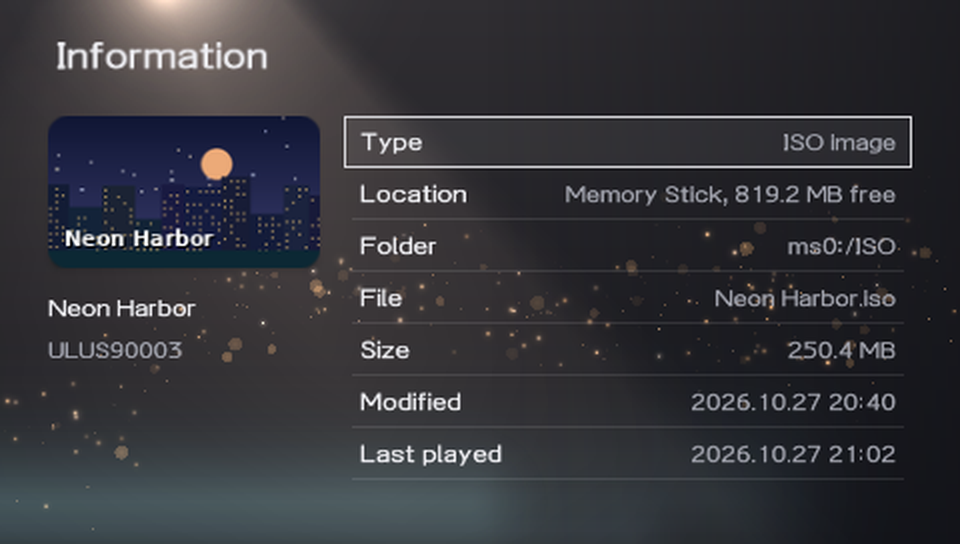 Information
Neon Harbor
Neon Harbor
ULUS90003
Type ISO Image
Location Memory Stick, 819.2 MB free
Folder ms0:/ISO
File Neon Harbor.iso
Size 250.4 MB
Modified 2026.10.27 20:40
Last played 2026.10.27 21:02